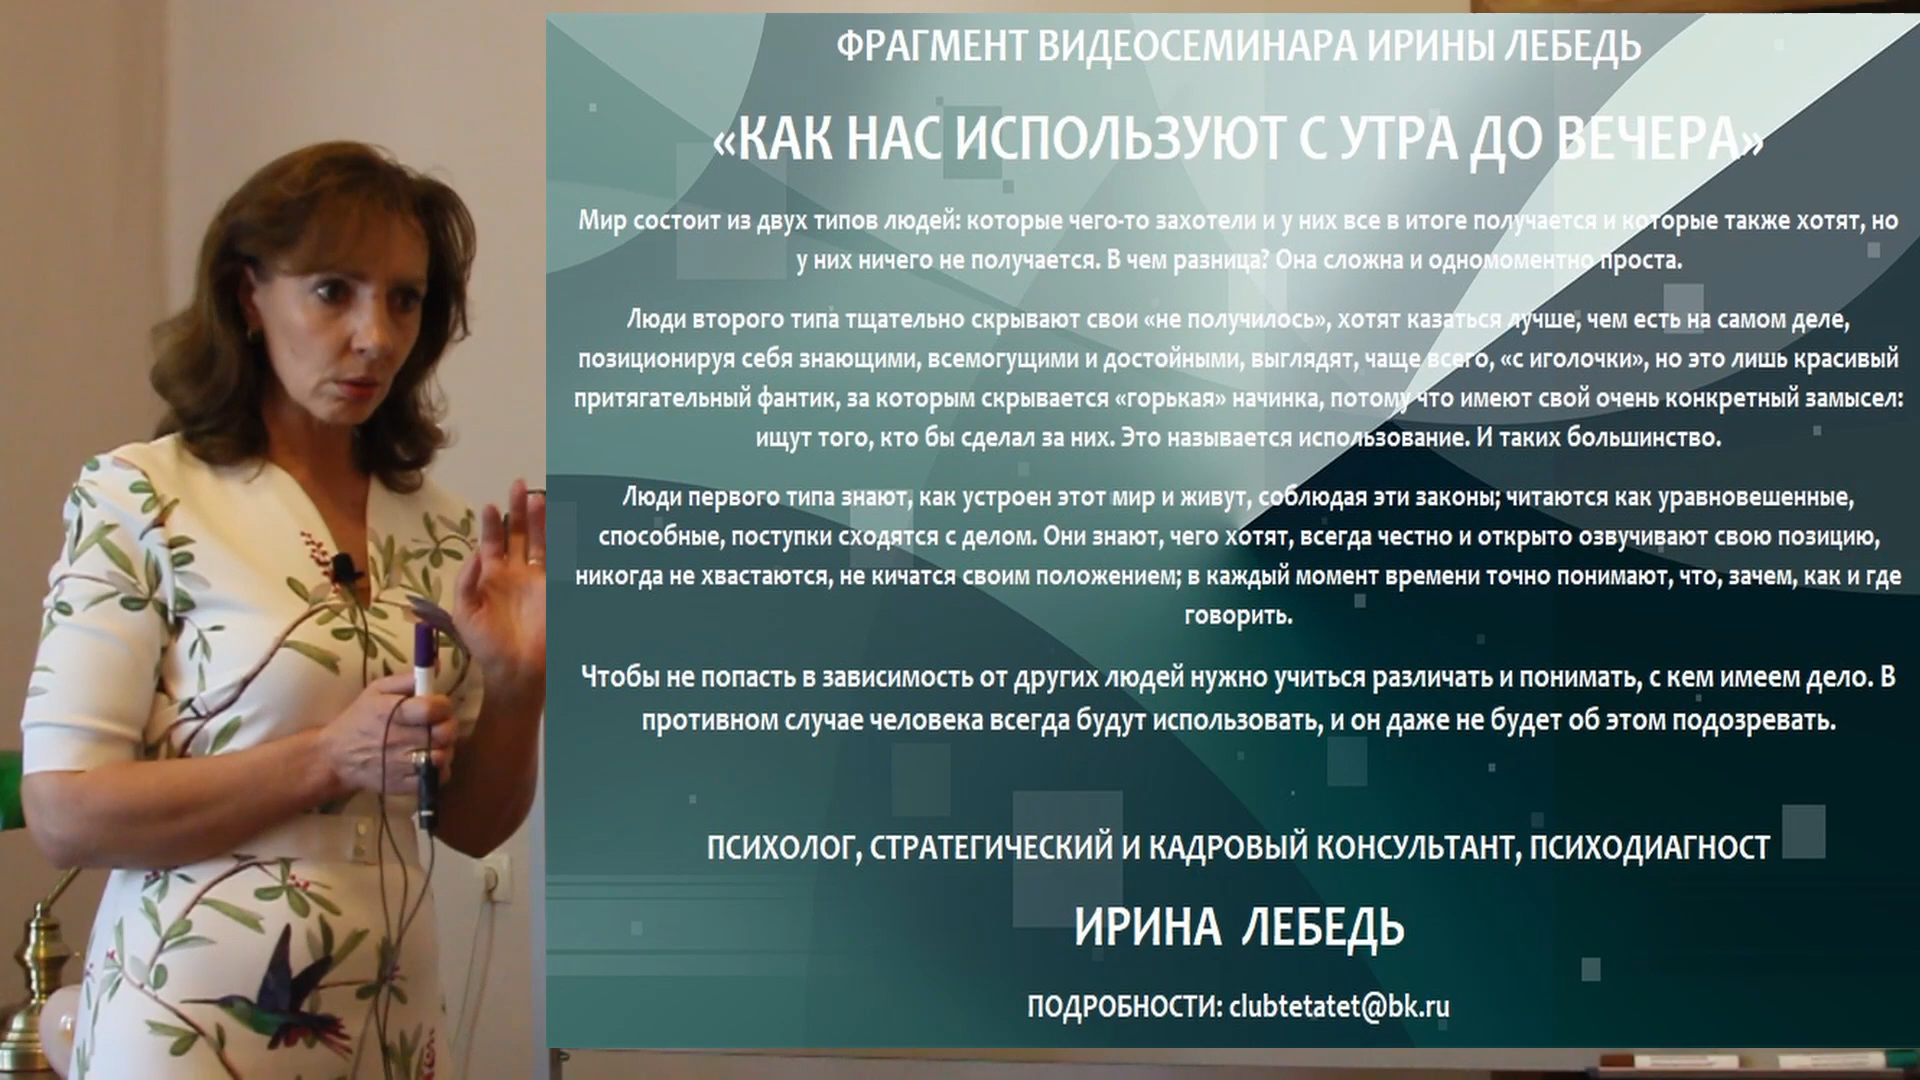 ФРАГМЕНТ ВИДЕОСЕМИНАРА ИРИНЫ ЛЕБЕДЬ
«КАК НАС ИСПОЛЬЗУЮТ С УТРА ДО ВЕЧЕРА»
Мир состоит из двух типов людей: которые чего-то захотели и у них все в итоге получается и которые также хотят, но
у них ничего не получается. В чем разница? Она сложна и одномоментно проста.
Люди второго типа тщательно скрывают свои «не получилось», хотят казаться лучше, чем есть на самом деле,
позиционируя себя знающими, всемогущими и достойными, выглядят, чаще всего, «с иголочки», но это лишь красивый
притягательный фантик, за которым скрывается «горькая» начинка, потому что имеют свой очень конкретный замысел:
ищут того, кто бы сделал за них. Это называется использование. И таких большинство.
Люди первого типа знают, как устроен этот мир и живут, соблюдая эти законы; читаются как уравновешенные,
способные, поступки сходятся с делом. Они знают, чего хотят, всегда честно и открыто озвучивают свою позицию,
никогда не хвастаются, не кичатся своим положением; в каждый момент времени точно понимают, что, зачем, как и где
говорить.
Чтобы не попасть в зависимость от других людей нужно учиться различать и понимать, с кем имеем дело. В
противном случае человека всегда будут использовать, и он даже не будет об этом подозревать.
ПСИХОЛОГ, СТРАТЕГИЧЕСКИЙ И КАДРОВЫЙ КОНСУЛЬТАНТ, ПСИХОДИАГНОСТ
ИРИНА ЛЕБЕДЬ
ПОДРОБНОСТИ: clubtetatet@bk.ru